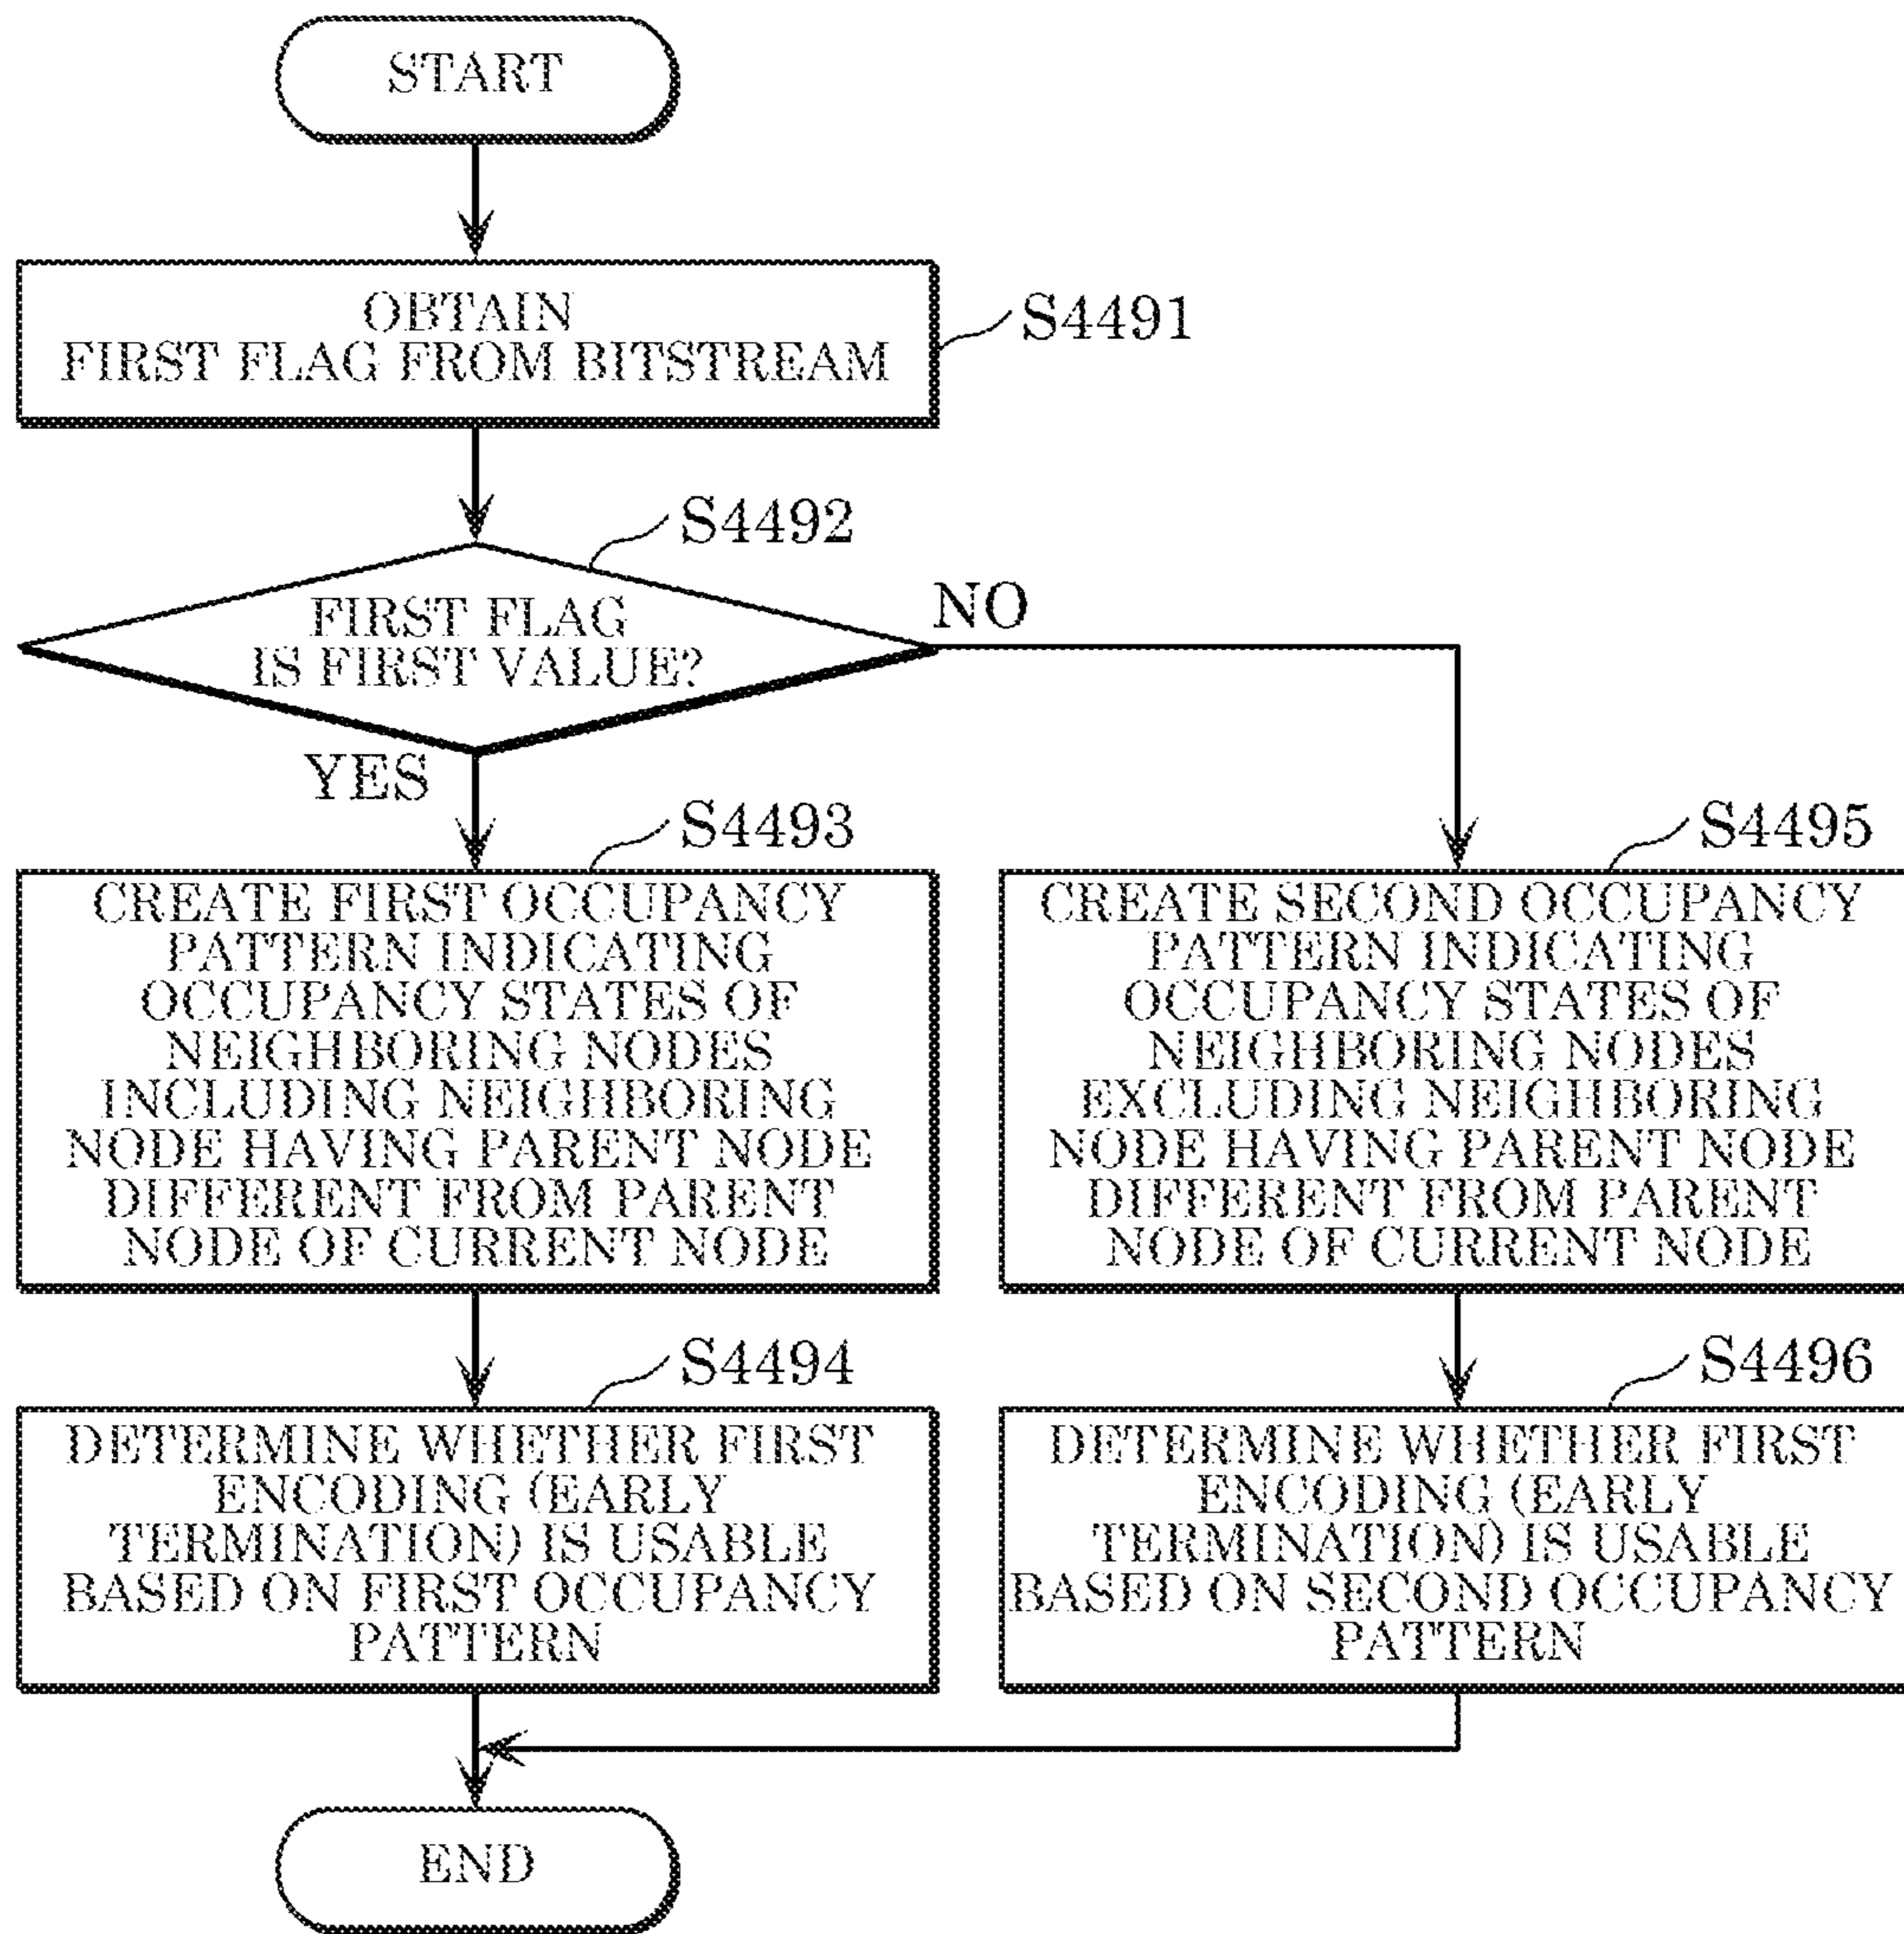 START
OBTAIN
FIRST FLAG FROM BITSTREAM
S4491
S4492
FIRST FLAG
IS FIRST VALUE?
NO
YES
S4493
CREATE FIRST OCCUPANCY
PATTERN INDICATING
OCCUPANCY STATES OF
NEIGHBORING NODES
INCLUDING NEIGHBORING
NODE HAVING PARENT NODE
DIFFERENT FROM PARENT
NODE OF CURRENT NODE
S4495
CREATE SECOND OCCUPANCY
PATTERN INDICATING
OCCUPANCY STATES OF
NEIGHBORING NODES
EXCLUDING NEIGHBORING
NODE HAVING PARENT NODE
DIFFERENT FROM PARENT
NODE OF CURRENT NODE
S4494
DETERMINE WHETHER FIRST
ENCODING (EARLY
TERMINATION) IS USABLE
BASED ON FIRST OCCUPANCY
PATTERN
S4496
DETERMINE WHETHER FIRST
ENCODING (EARLY
TERMINATION) IS USABLE
BASED ON SECOND OCCUPANCY
PATTERN
END